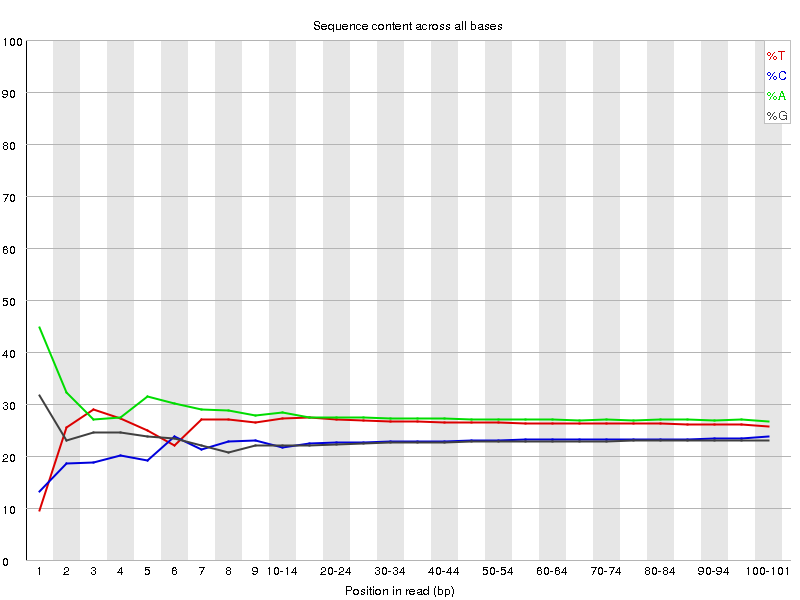 Sequence content across all bases
100
90
80
70
60
50
40
30
20
10
0
%T
%C
%A
%G
1 2 3 4 5 6 7 8 9 10-14 20-24 30-34 40-44 50-54 60-64 70-74 80-84 90-94 100-101
Position in read (bp)